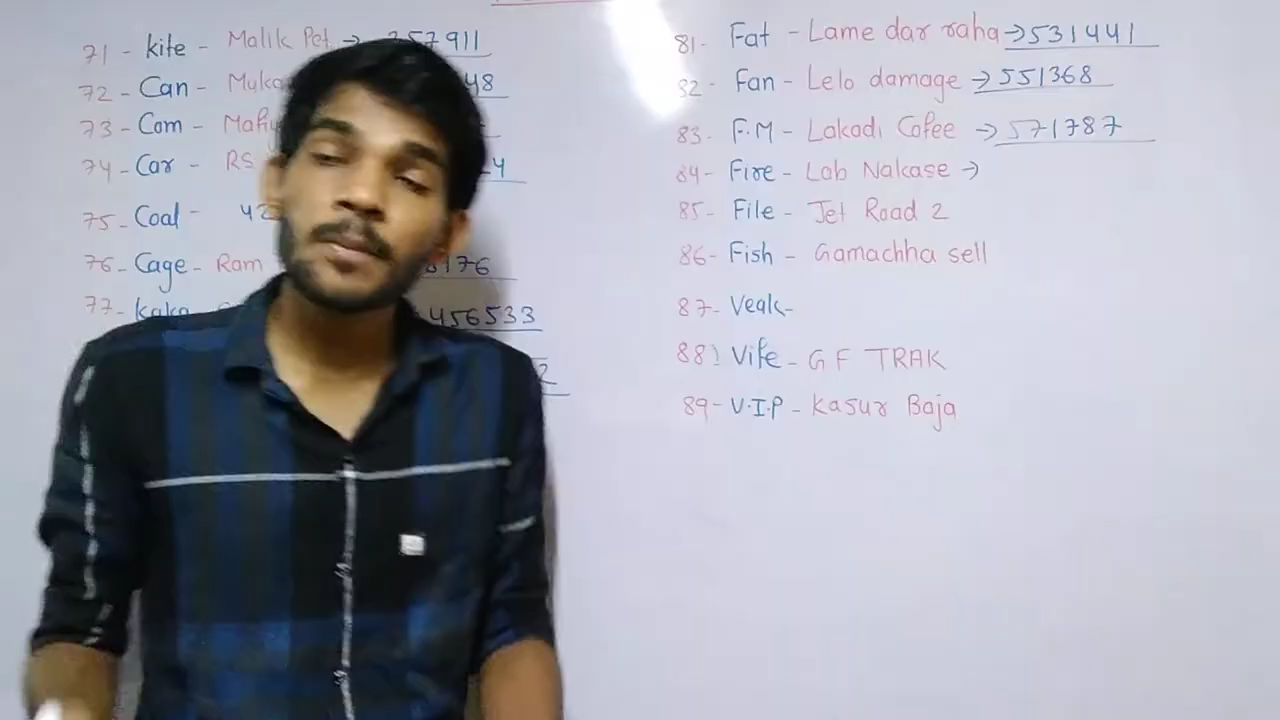 71 - kite - Malik Pet → 357911
72 - Can - 48
73 - Com -
74 - Car - RS 4
75 - Coal - 42
76 - Cage - Ram 8176
77 - kaka 456533
2
81 - Fat - Lame dar raha → 531441
82 - Fan - Lelo damage → 551368
83 - F.M - Lakadi Cofee → 571787
84 - Fire - Lab Nakase →
85 - File - Jet Road 2
86 - Fish - Gamachha sell
87 - Veak -
88) Vife - G F TRAK
89 - V.I.P - Kasur Baja